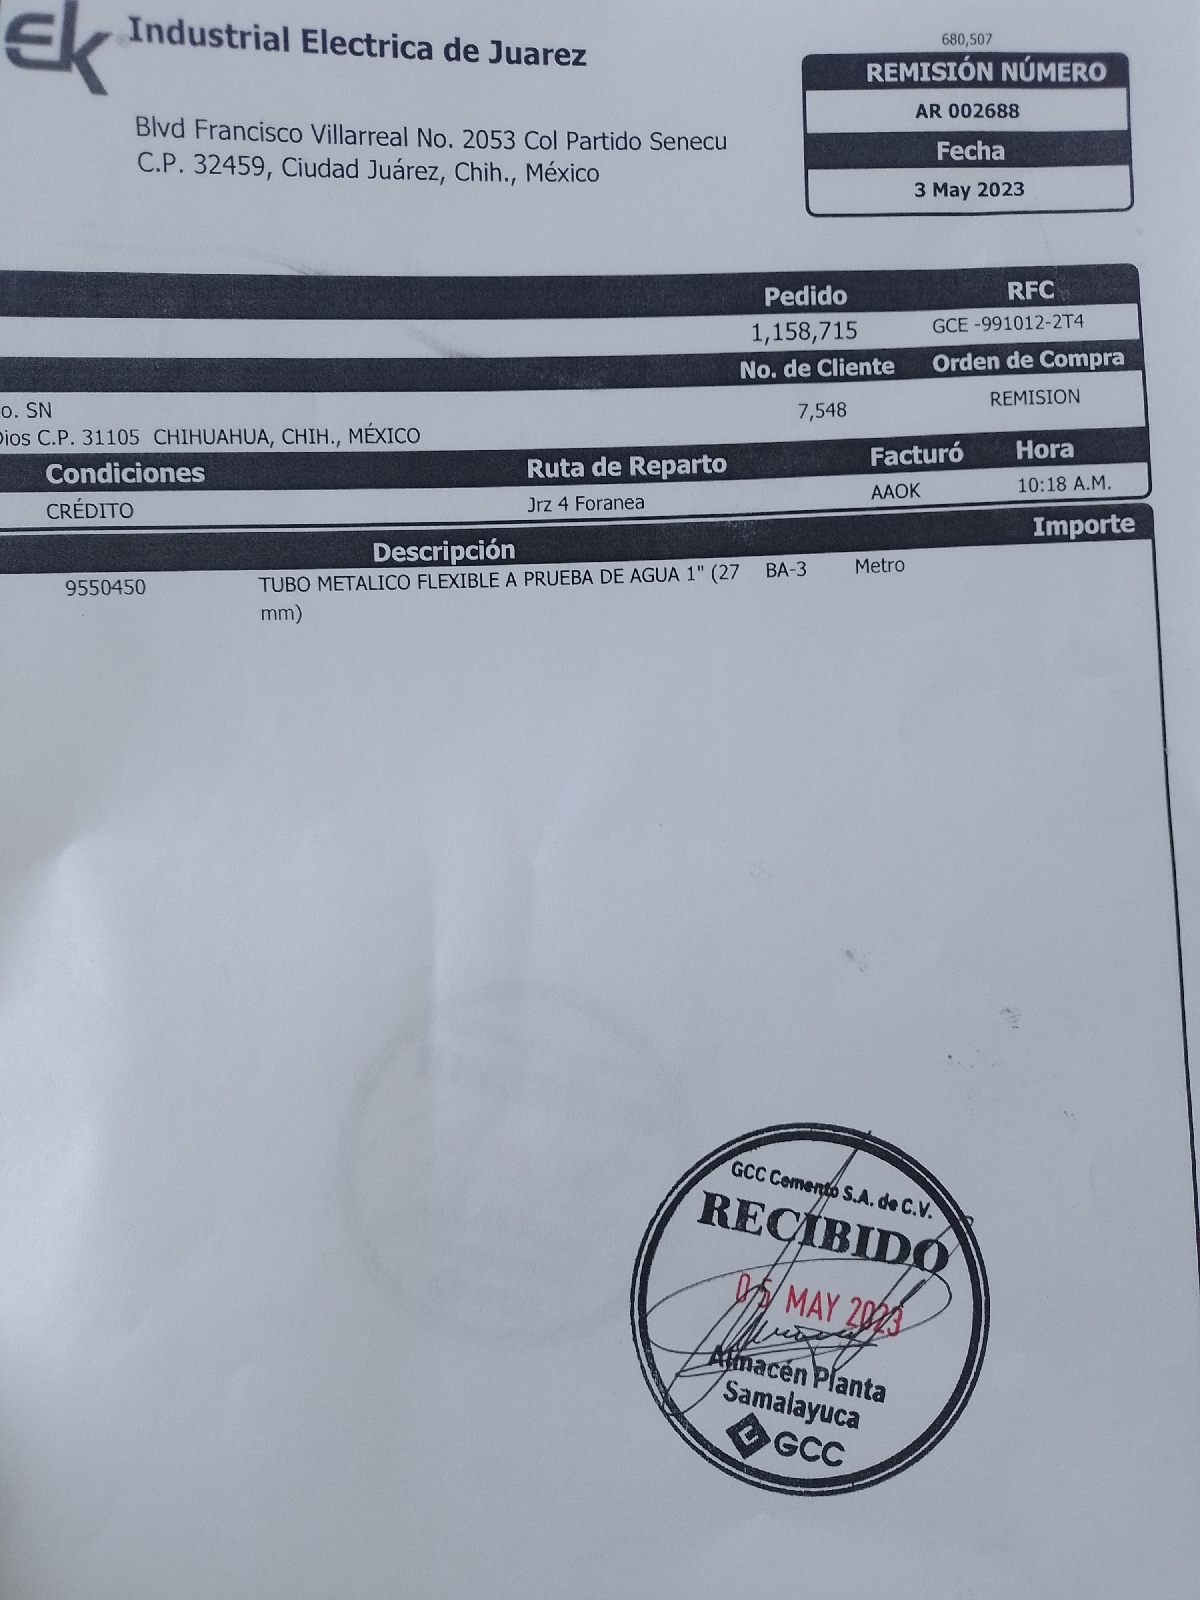 Ek
Industrial Electrica de Juarez
Blvd Francisco Villarreal No. 2053 Col Partido Senecu
C.P. 32459, Ciudad Juárez, Chih., México
680,507
REMISIÓN NÚMERO
AR 002688
Fecha
3 May 2023
Pedido RFC
1,158,715 GCE -991012-2T4
No. de Cliente Orden de Compra
o. SN 7,548 REMISION
Dios C.P. 31105 CHIHUAHUA, CHIH., MÉXICO
Condiciones Ruta de Reparto Facturó Hora
CRÉDITO Jrz 4 Foranea AAOK 10:18 A.M.
Descripción Importe
9550450 TUBO METALICO FLEXIBLE A PRUEBA DE AGUA 1" (27 BA-3 Metro
mm)
GCC Cemento S.A. de C.V.
RECIBIDO
05 MAY 2023
Almacén Planta
Samalayuca
GCC